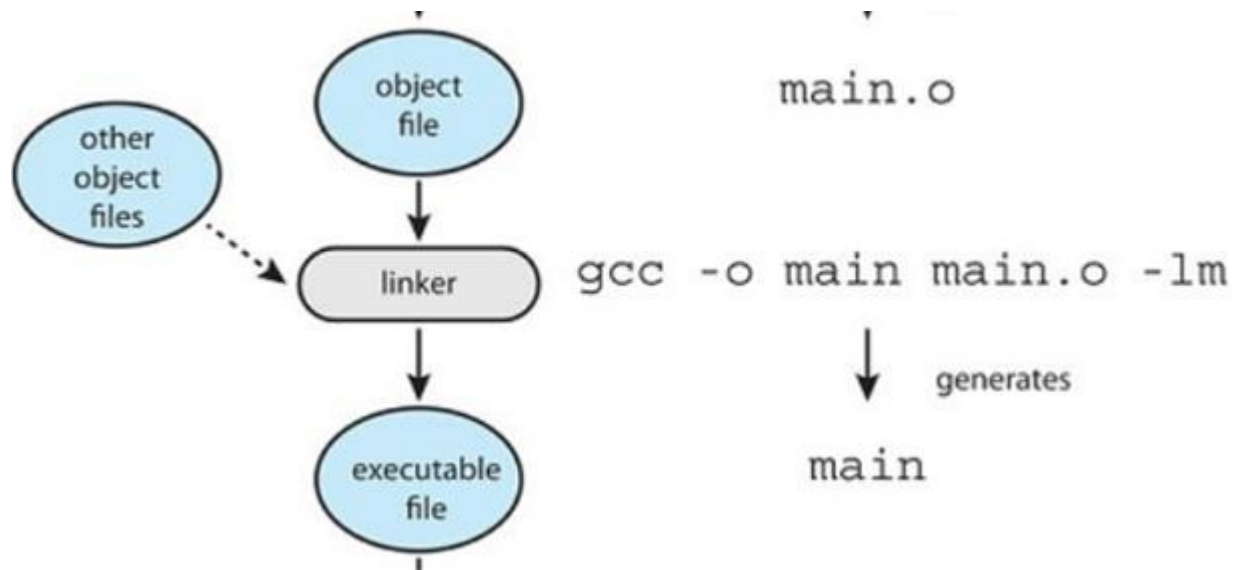 object
file
main.o
other
object
files
linker
gcc -o main main.o -lm
generates
executable
file
main